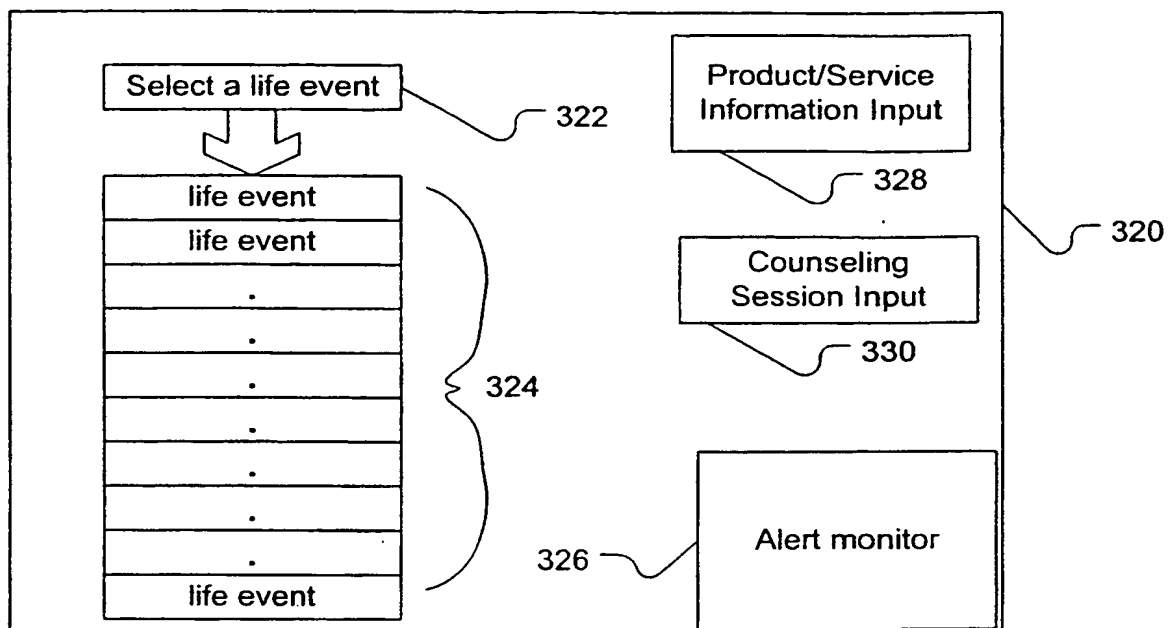 Select a life event
322
life event
life event
.
.
.
.
.
.
.
life event
324
Product/Service
Information Input
328
320
Counseling
Session Input
330
326
Alert monitor